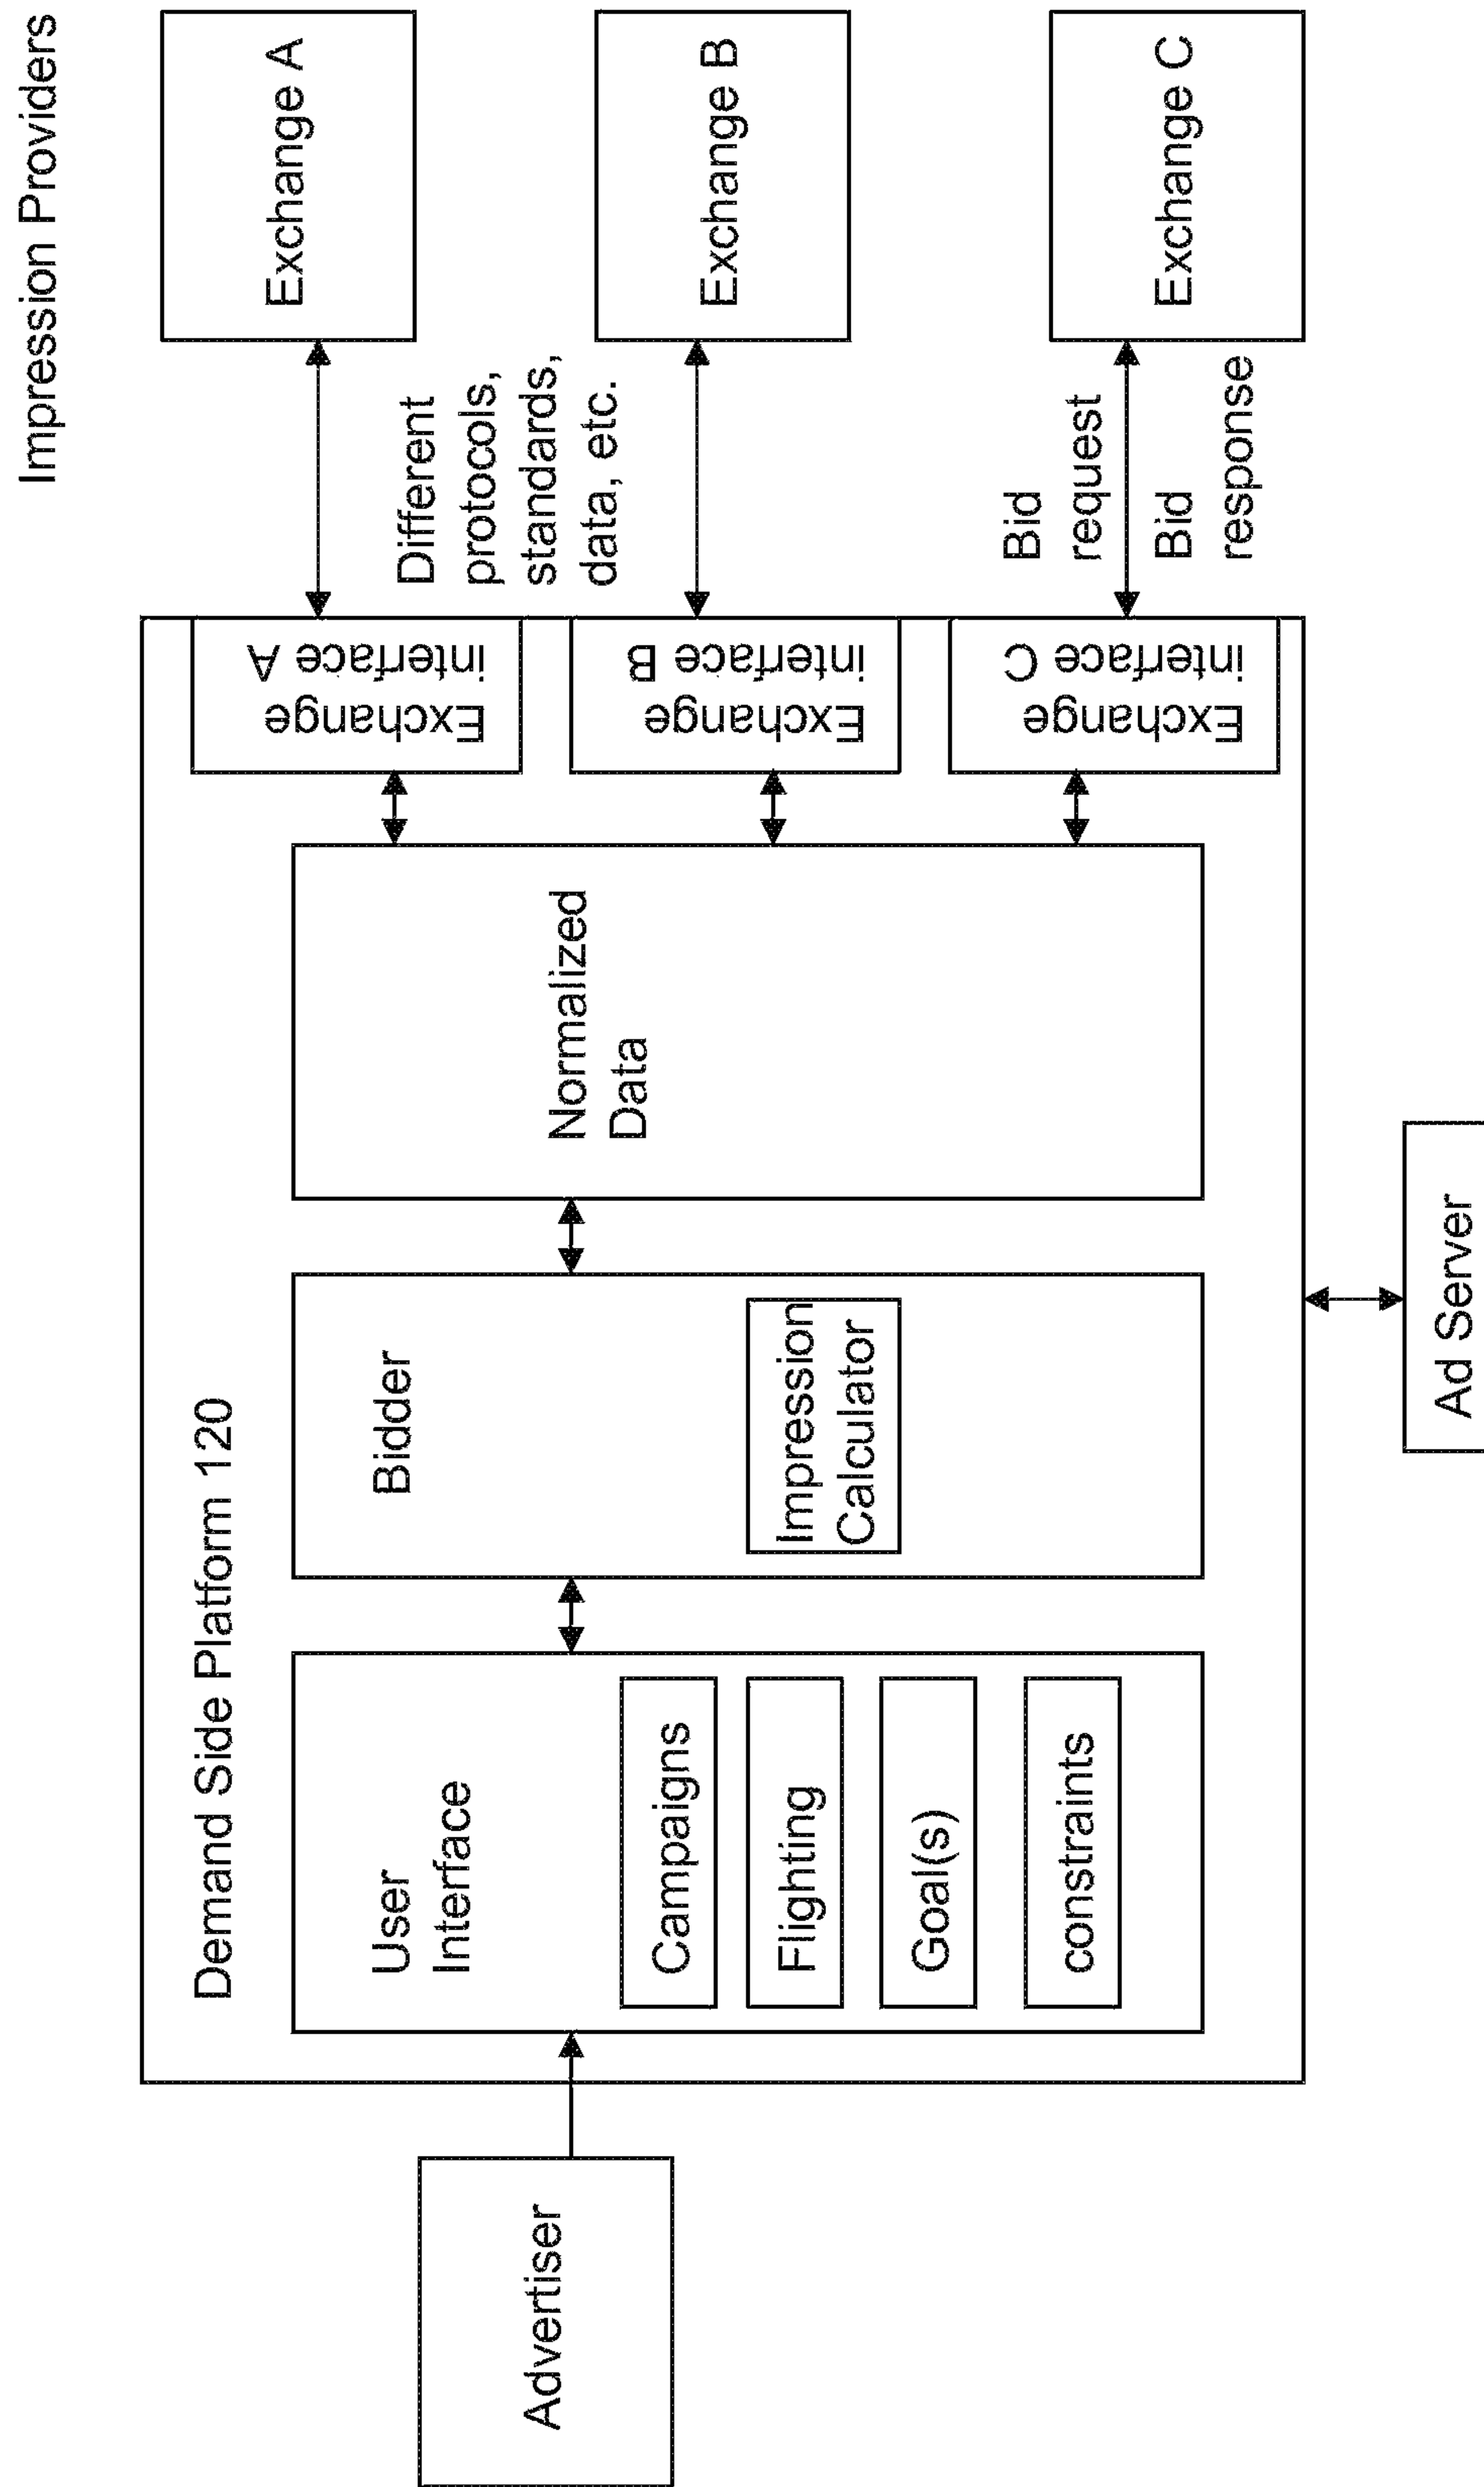 Impression Providers
Demand Side Platform 120
Advertiser
User
Interface
Campaigns
Flighting
Goal(s)
constraints
Bidder
Impression
Calculator
Normalized
Data
Exchange
interface A
Exchange
interface B
Exchange
interface C
Different
protocols,
standards,
data, etc.
Bid
request
Bid
response
Exchange A
Exchange B
Exchange C
Ad Server